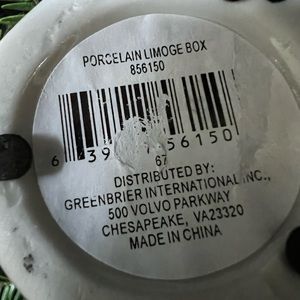 PORCELAIN LIMOGE BOX
856150
6 39 56150
67
DISTRIBUTED BY:
GREENBRIER INTERNATIONAL INC.,
500 VOLVO PARKWAY
CHESAPEAKE, VA23320
MADE IN CHINA